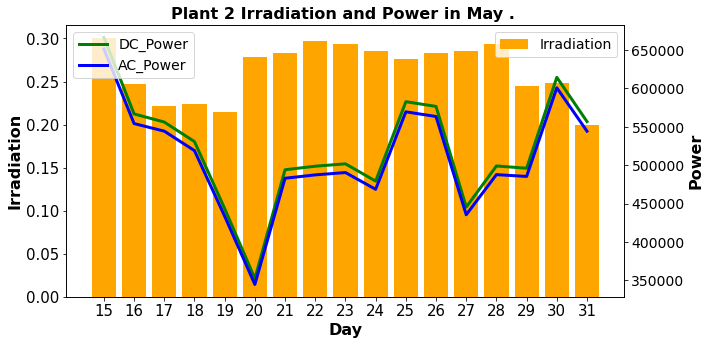 Plant 2 Irradiation and Power in May .
DC_Power
AC_Power
Irradiation
0.30
0.25
0.20
0.15
0.10
0.05
0.00
Irradiation
650000
600000
550000
500000
450000
400000
350000
Power
15 16 17 18 19 20 21 22 23 24 25 26 27 28 29 30 31
Day